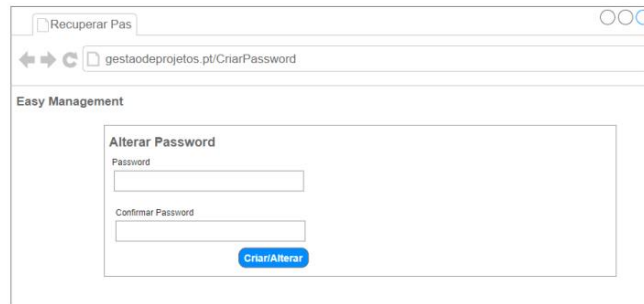 Recuperar Pas
gestaodeprojetos.pt/CriarPassword
Easy Management
Alterar Password
Password
Confirmar Password
Criar/Alterar